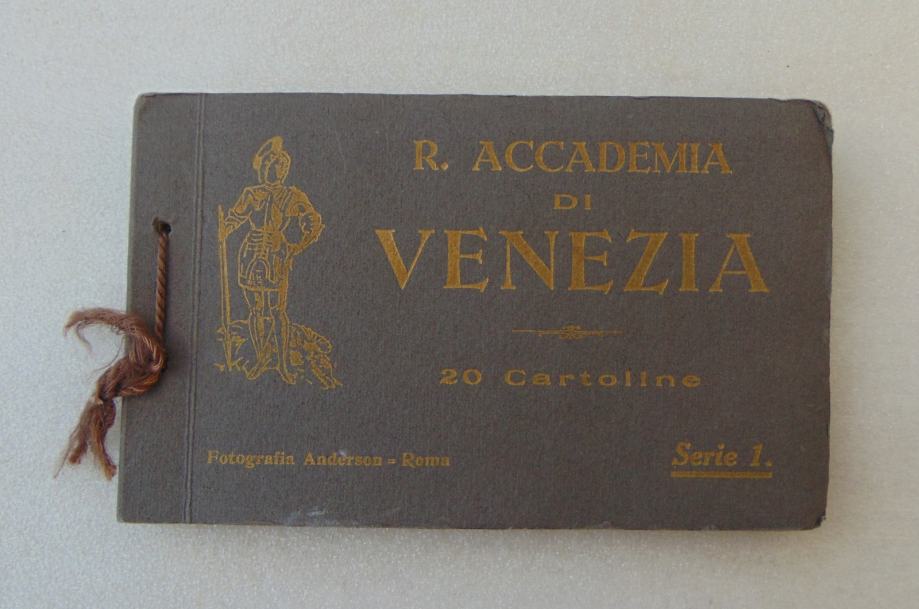 R. ACCADEMIA
DI
VENEZIA
20 Cartoline
Fotografia Anderson = Roma
Serie 1.